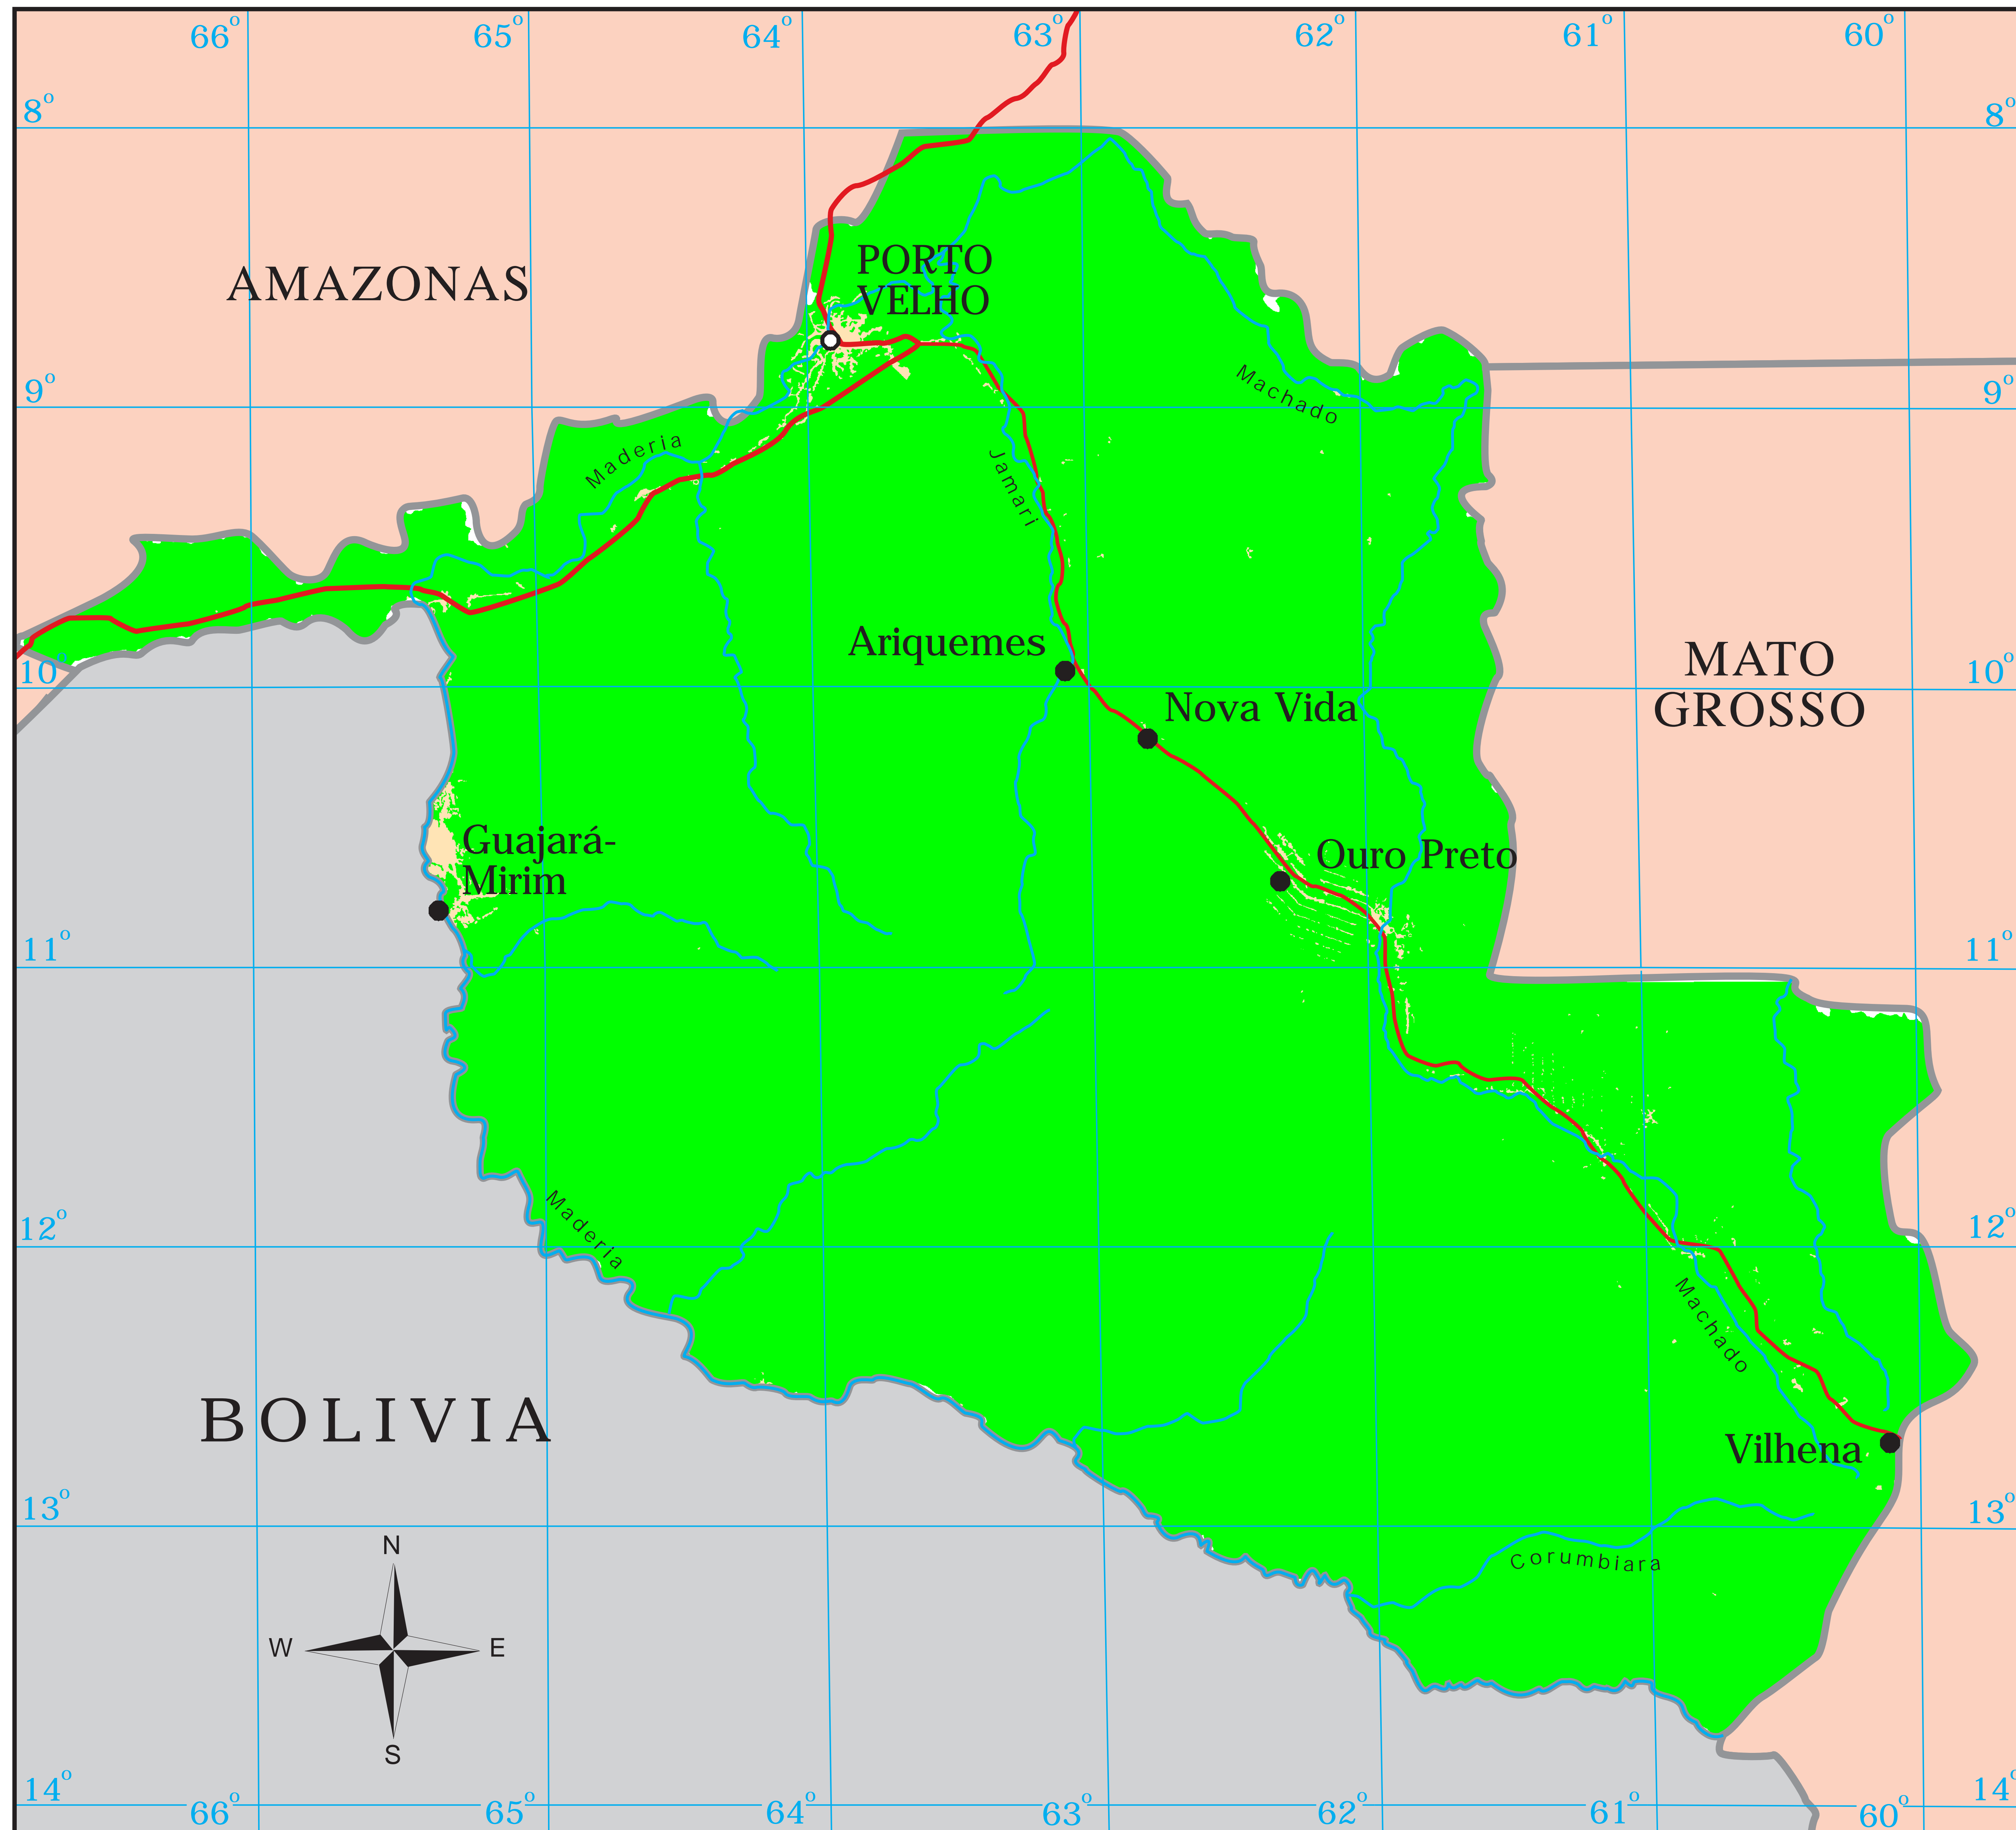 66° 65° 64° 63° 62° 61° 60°
8° 8°
PORTO
VELHO
AMAZONAS
Machado
9° 9°
Maderia
Jamari
Ariquemes
MATO
GROSSO
10° 10°
Nova Vida
Guajará-
Mirim
Ouro Preto
11° 11°
Maderia
12° 12°
Machado
BOLIVIA
Vilhena
13° 13°
Corumbiara
N
W E
S
14° 14°
66° 65° 64° 63° 62° 61° 60°